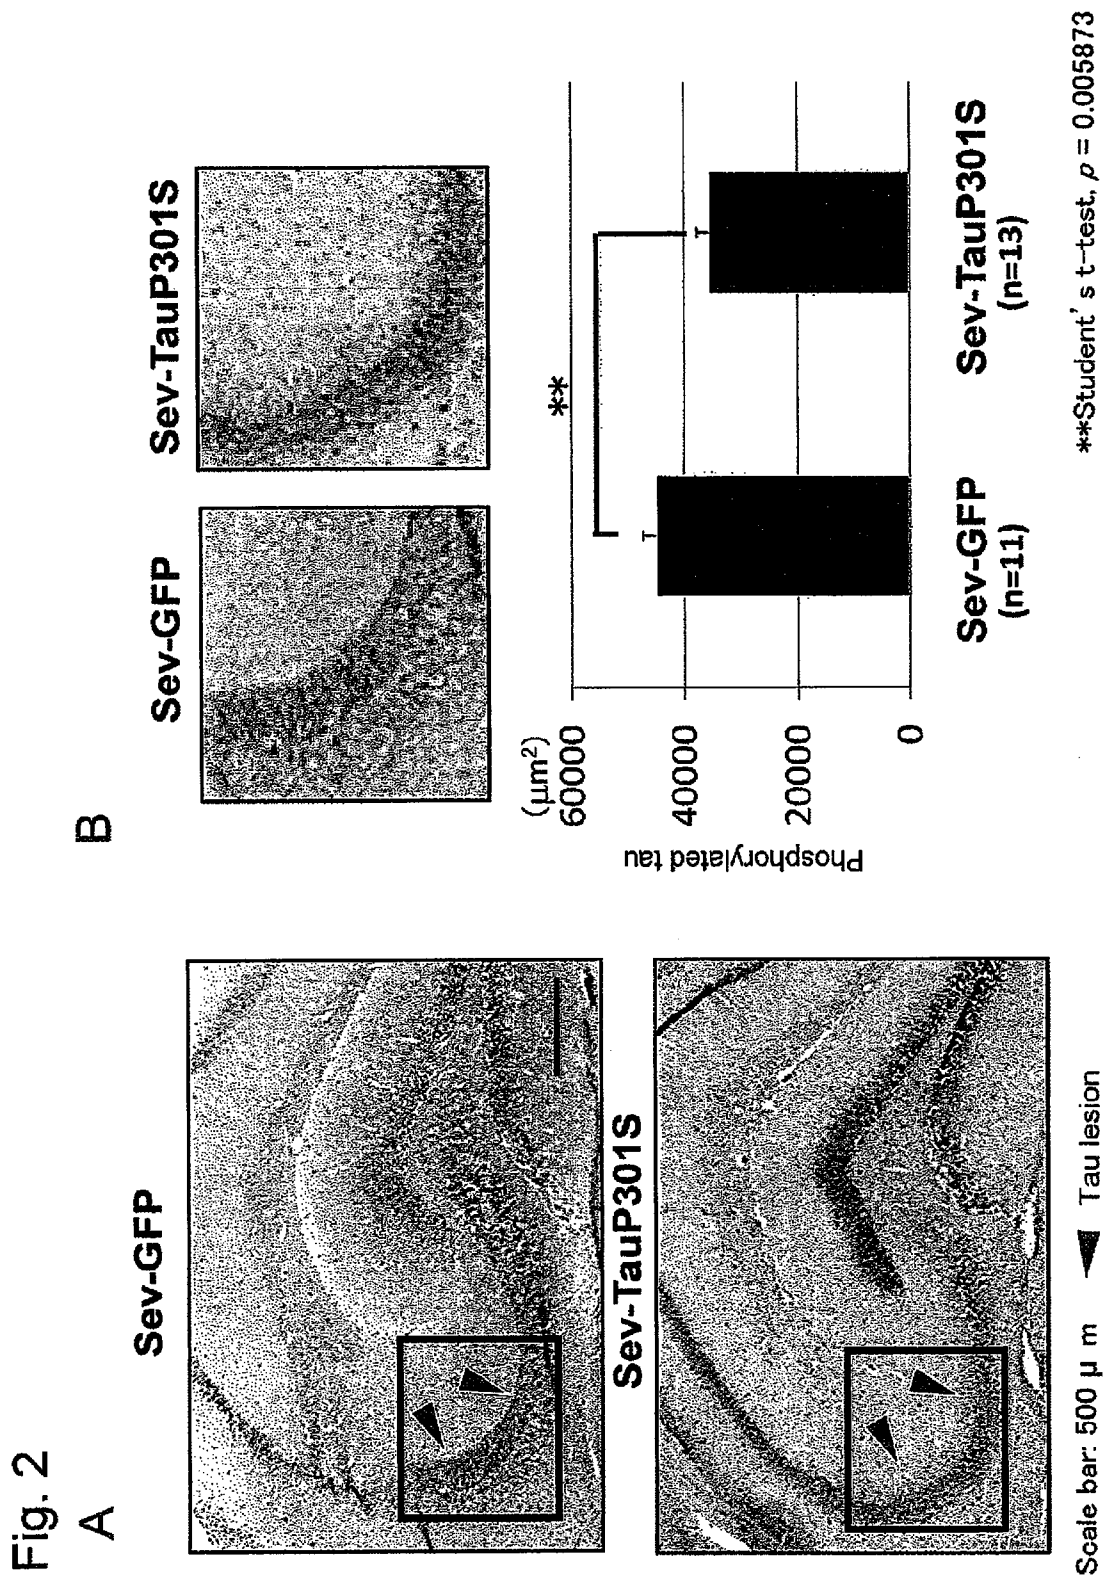 Fig. 2
A
Sev-GFP
Sev-TauP301S
Scale bar: 500 μ m
Tau lesion
B
Sev-GFP
Sev-TauP301S
(μm²)
60000
40000
20000
0
Phosphorylated tau
**
Sev-GFP
(n=11)
Sev-TauP301S
(n=13)
**Student's t-test, p = 0.005873